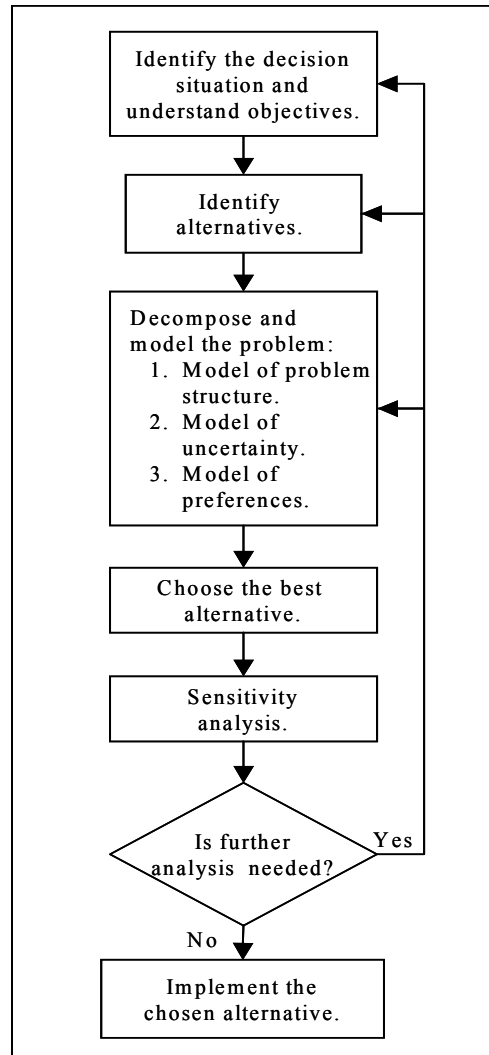 Identify the decision
situation and
understand objectives.
Identify
alternatives.
Decompose and
model the problem:
1. Model of problem
structure.
2. Model of
uncertainty.
3. Model of
preferences.
Choose the best
alternative.
Sensitivity
analysis.
Is further
analysis needed?
Yes
No
Implement the
chosen alternative.